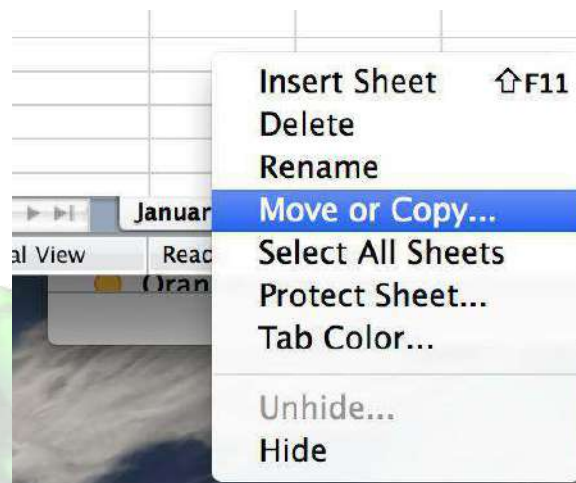 Insert Sheet ⇧F11
Delete
Rename
Januar Move or Copy...
al View Reac Select All Sheets
Oran Protect Sheet...
Tab Color...
Unhide...
Hide